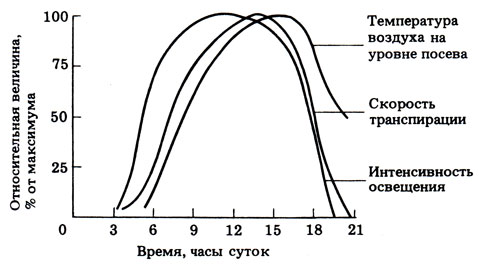 Относительная величина,
% от максимума
100
75
50
25
0
3
6
9
12
15
18
21
Время, часы суток
Температура
воздуха на
уровне посева
Скорость
транспирации
Интенсивность
освещения